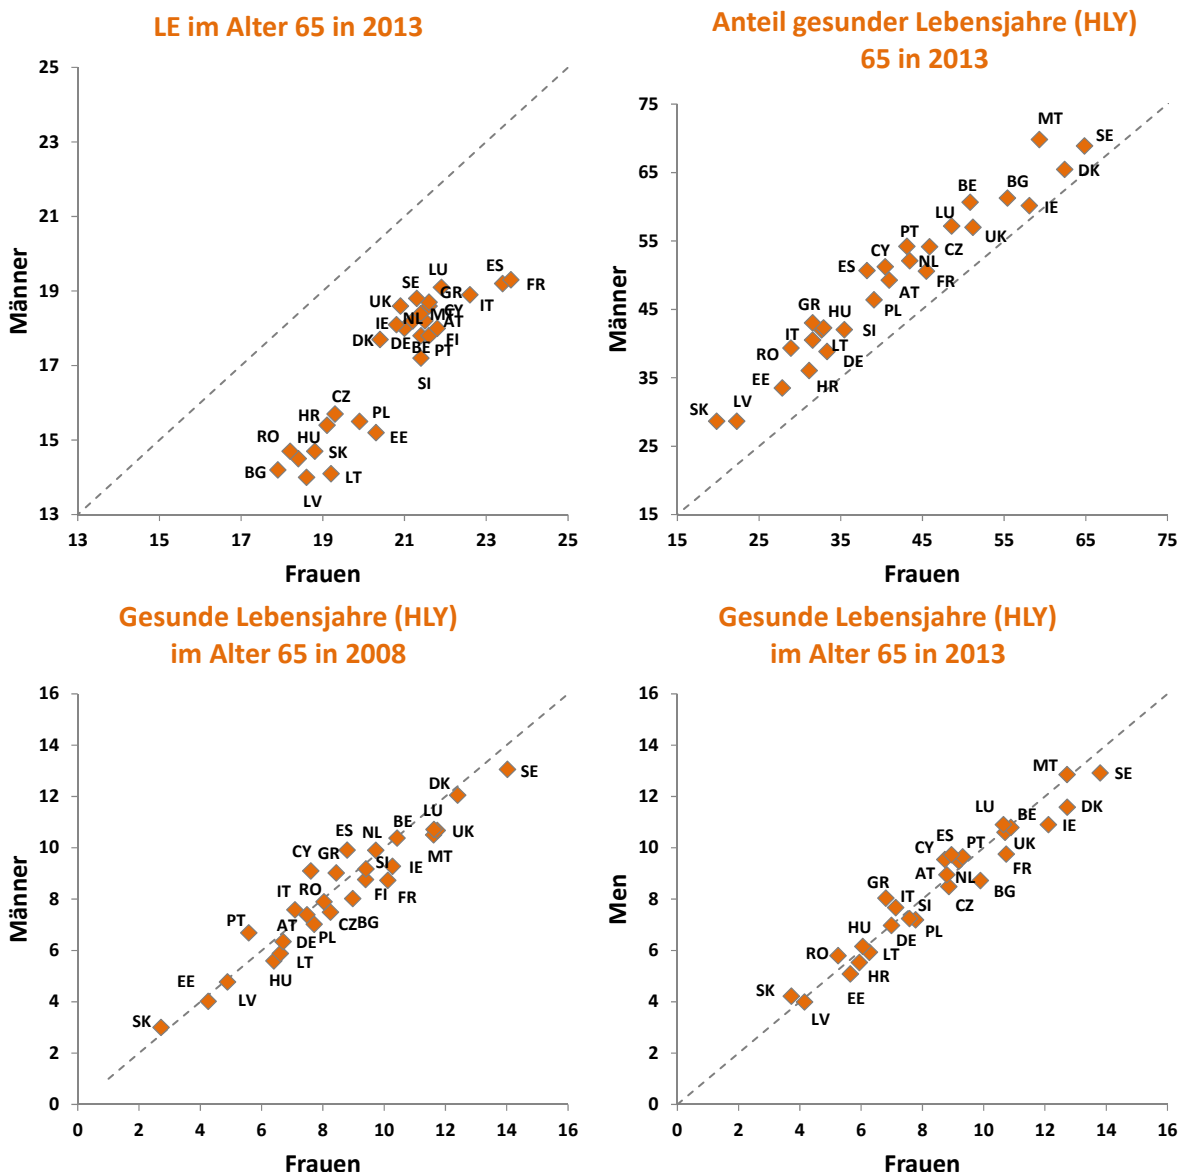 LE im Alter 65 in 2013
25
23
21
19
17
15
13
Männer
ES
FR
LU
SE
GR
IT
UK
CY
MT
NL
AT
IE
DK
DE
BE
FI
PT
SI
CZ
HR
PL
EE
RO
HU
SK
BG
LT
LV
13
15
17
19
21
23
25
Frauen
Anteil gesunder Lebensjahre (HLY)
65 in 2013
75
65
55
45
35
25
15
Männer
MT
SE
DK
BE
BG
IE
LU
UK
PT
CZ
CY
NL
ES
FR
AT
PL
GR
HU
SI
IT
LT
RO
DE
EE
HR
SK
LV
15
25
35
45
55
65
75
Frauen
Gesunde Lebensjahre (HLY)
im Alter 65 in 2008
16
14
12
10
8
6
4
2
0
Männer
SE
DK
LU
UK
BE
MT
ES
NL
CY
GR
SI
IE
IT
RO
FI
FR
PT
AT
CZ
BG
DE
PL
LT
HU
EE
LV
SK
0
2
4
6
8
10
12
14
16
Frauen
Gesunde Lebensjahre (HLY)
im Alter 65 in 2013
16
14
12
10
8
6
4
2
0
Men
MT
SE
DK
LU
BE
IE
ES
PT
UK
CY
FR
AT
NL
GR
IT
CZ
BG
SI
HU
DE
PL
RO
LT
HR
EE
SK
LV
0
2
4
6
8
10
12
14
16
Frauen